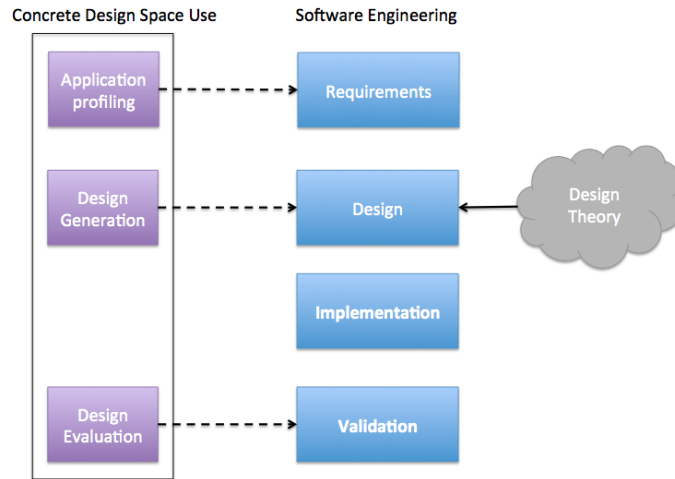 Concrete Design Space Use
Software Engineering
Application
profiling
Requirements
Design
Generation
Design
Design
Theory
Implementation
Design
Evaluation
Validation